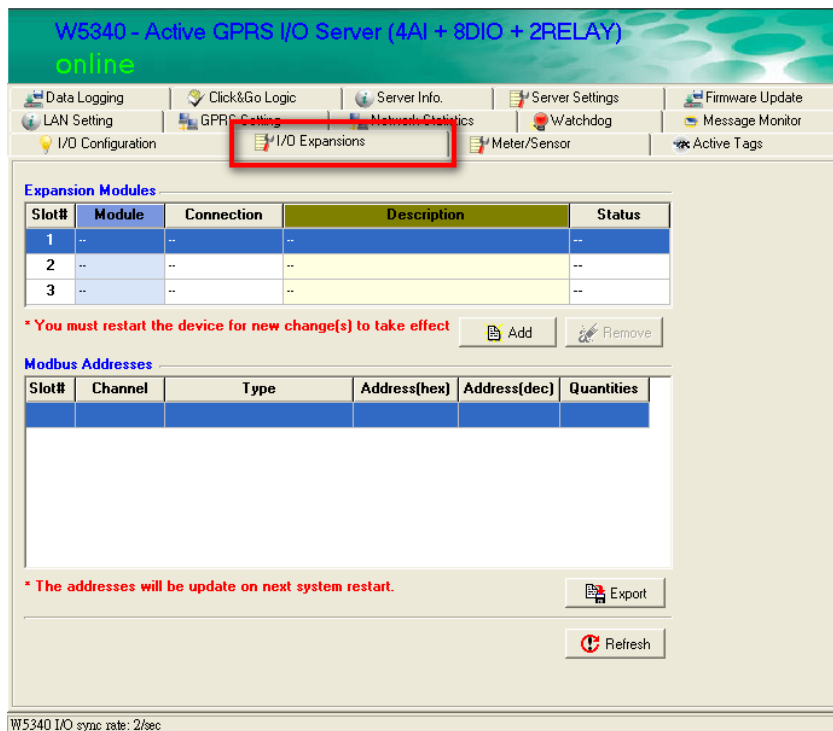 W5340 - Active GPRS I/O Server (4AI + 8DIO + 2RELAY)
online
Data Logging Click&Go Logic Server Info. Server Settings Firmware Update
LAN Setting GPRS Setting Network Statistics Watchdog Message Monitor
I/O Configuration I/O Expansions Meter/Sensor Active Tags
Expansion Modules
Slot# Module Connection Description Status
1 -- -- -- --
2 -- -- -- --
3 -- -- -- --
* You must restart the device for new change(s) to take effect Add Remove
Modbus Addresses
Slot# Channel Type Address(hex) Address(dec) Quantities
* The addresses will be update on next system restart.
Export
Refresh
W5340 I/O sync rate: 2/sec